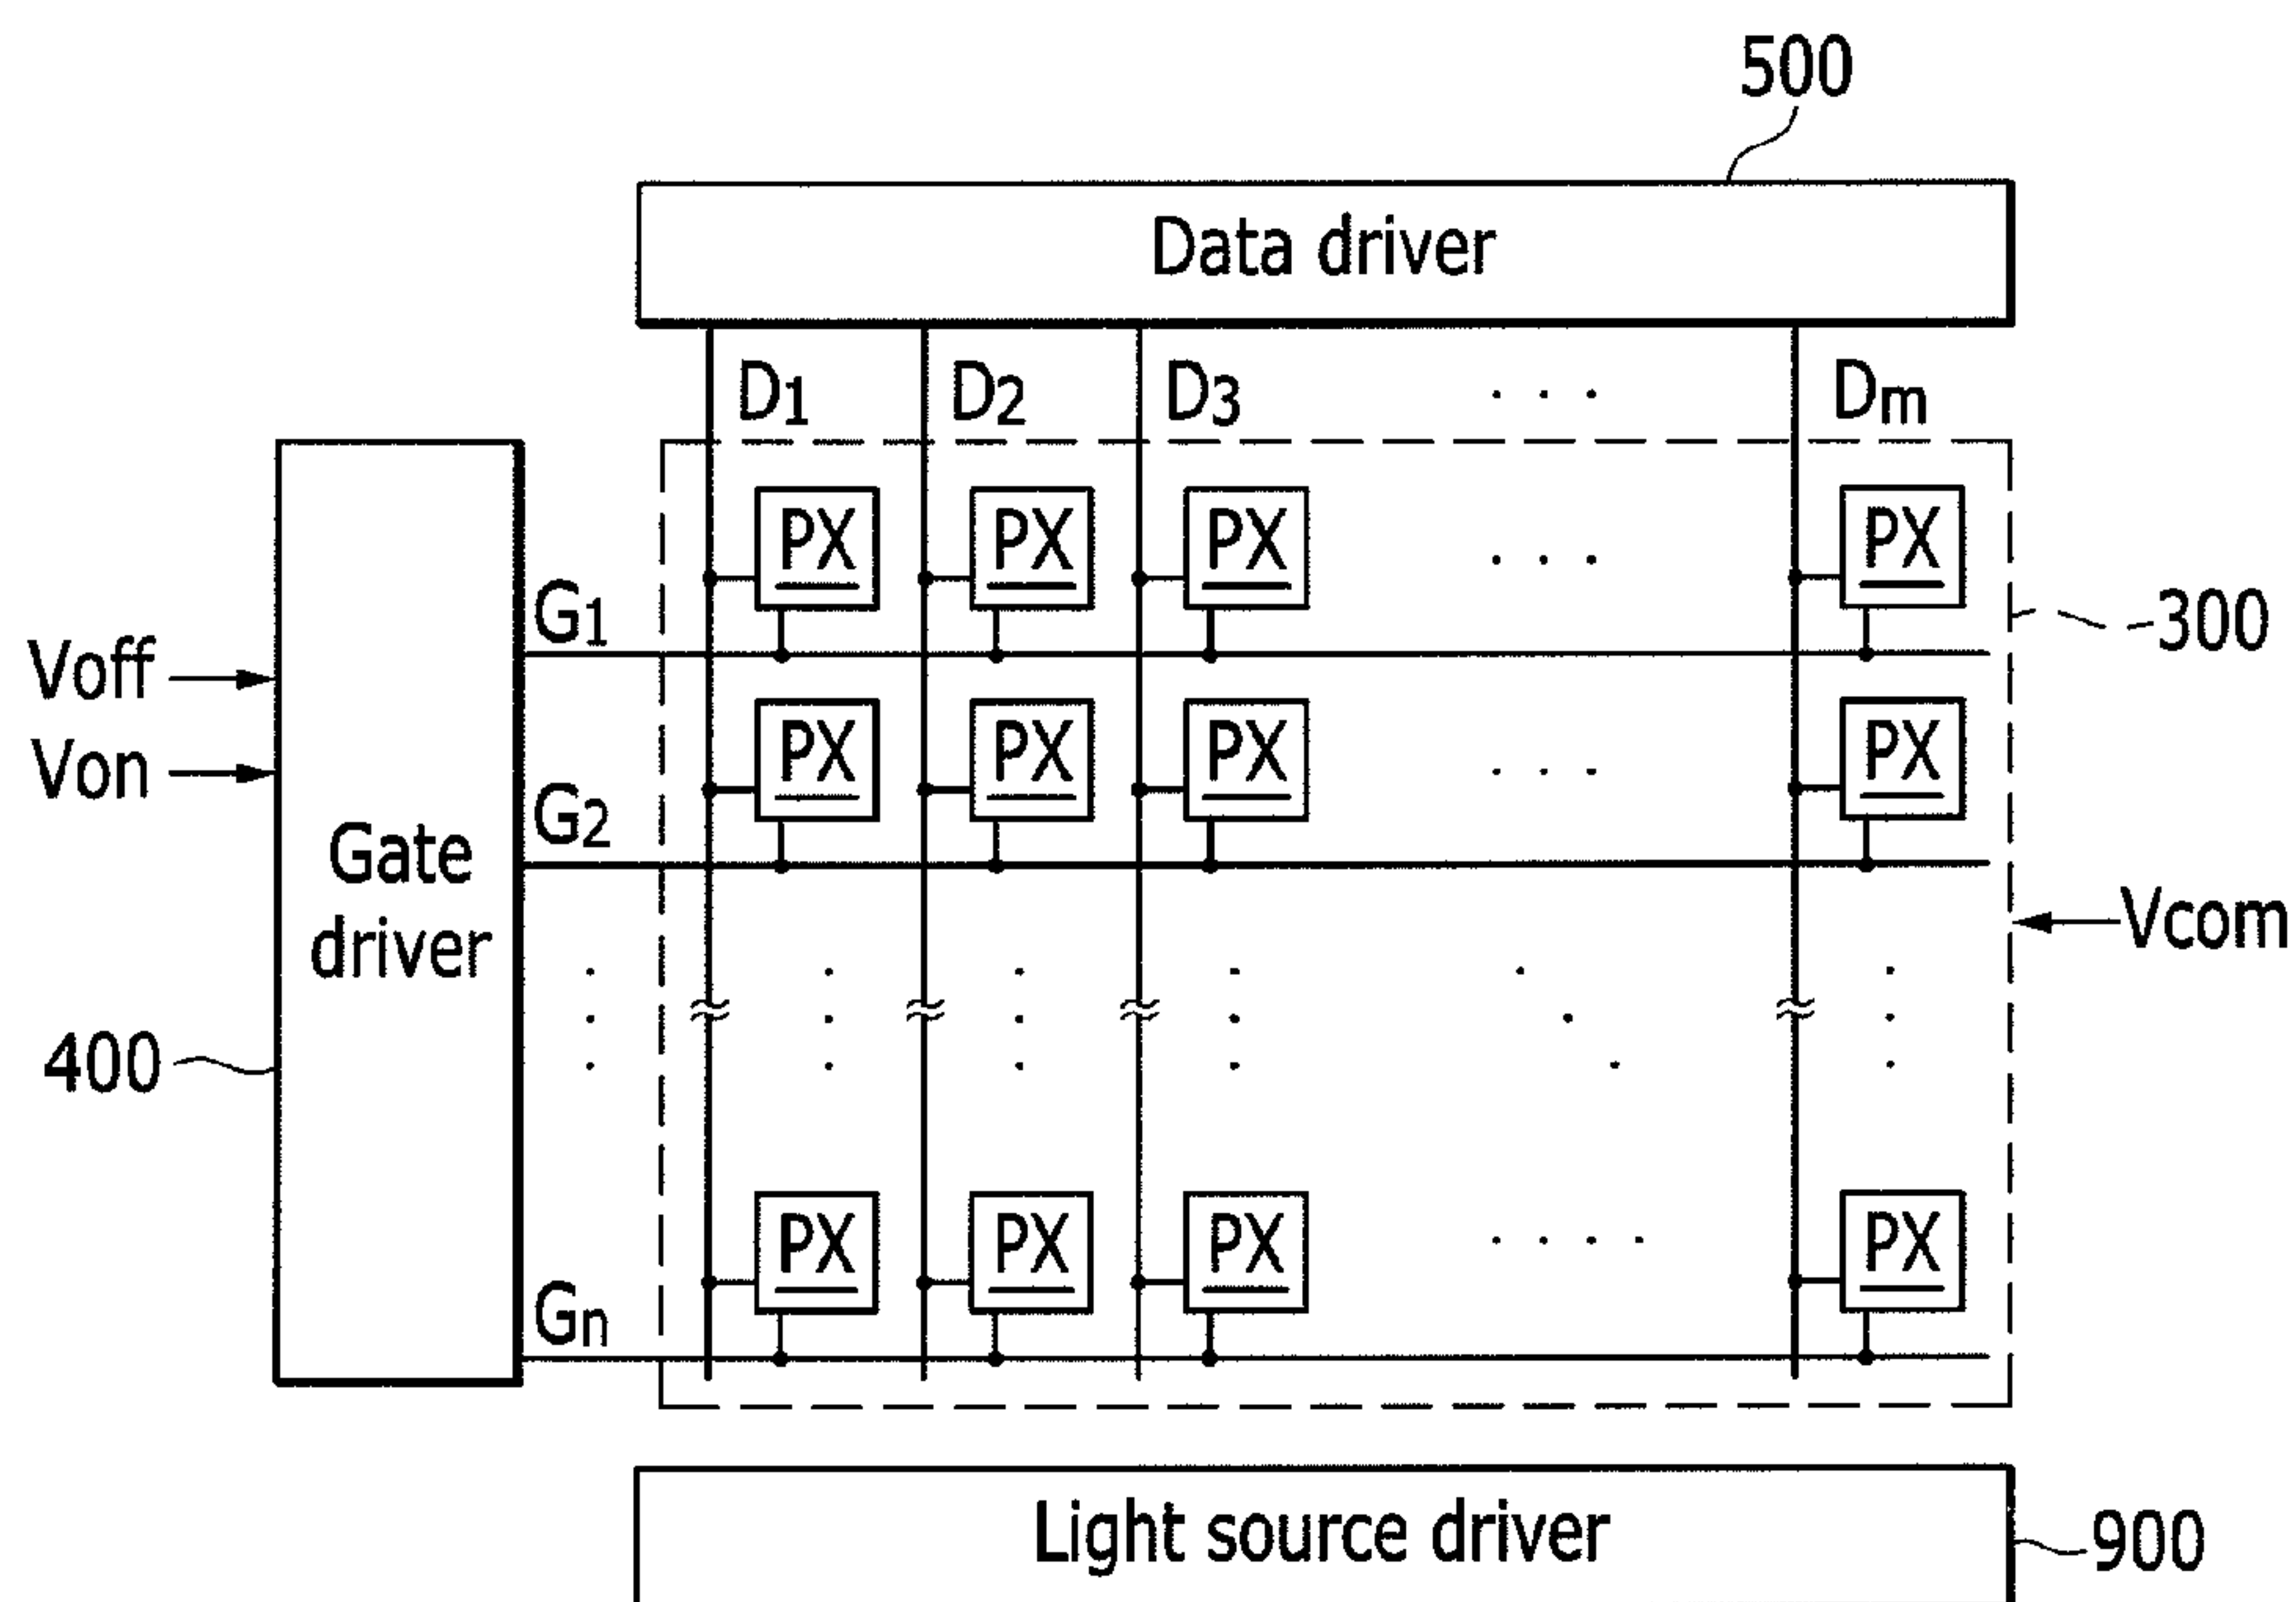 500
Data driver
D1 D2 D3 Dm
PX PX PX PX
G1
300
Voff
PX PX PX PX
Von
G2
Gate
driver
Vcom
400
PX PX PX PX
Gn
Light source driver
900